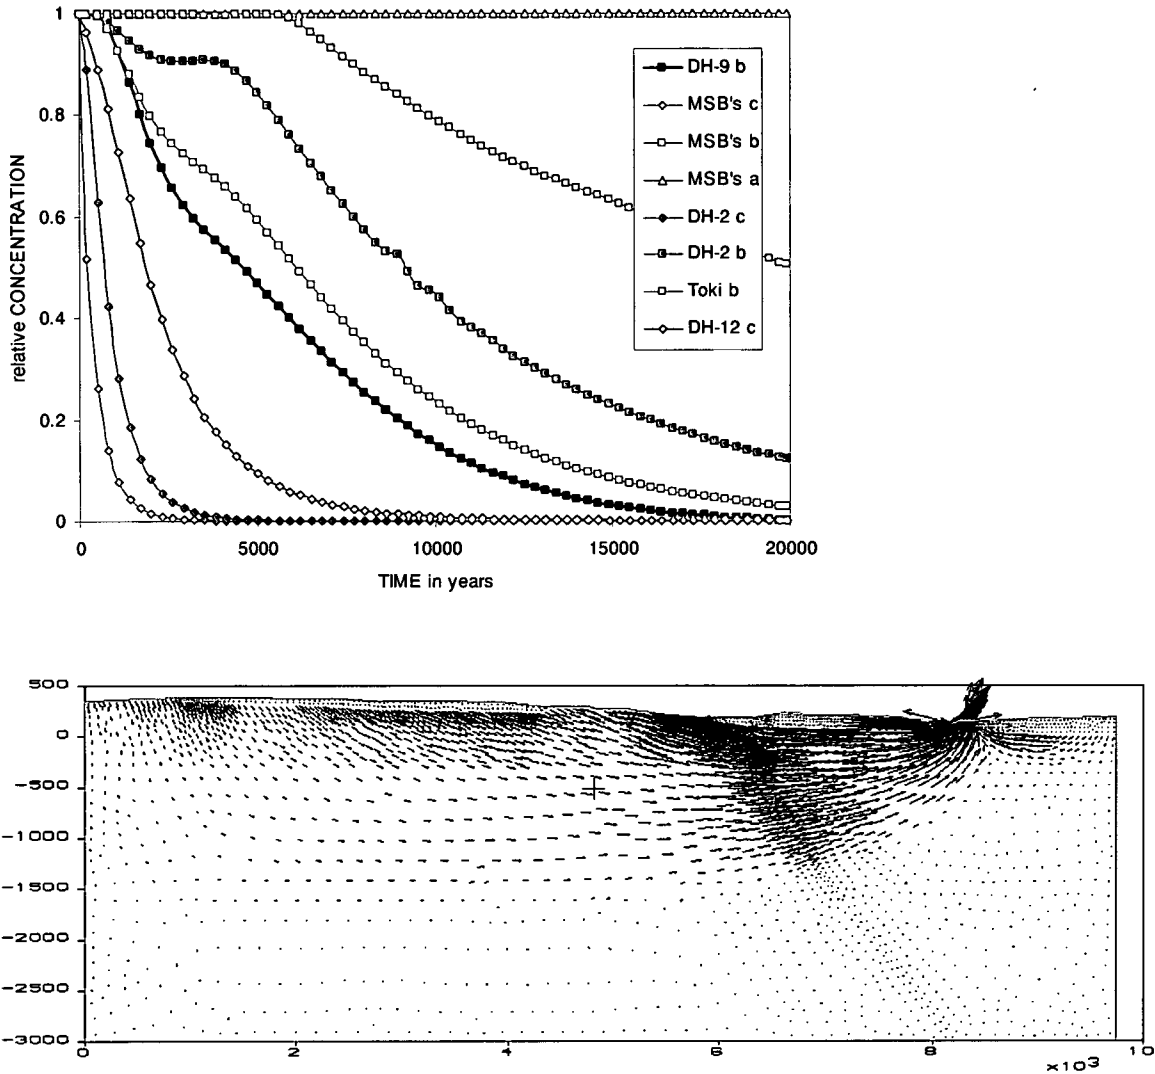 1
0.8
0.6
0.4
0.2
0
relative CONCENTRATION
DH-9 b
MSB's c
MSB's b
MSB's a
DH-2 c
DH-2 b
Toki b
DH-12 c
0 5000 10000 15000 20000
TIME in years
500
0
-500
-1000
-1500
-2000
-2500
-3000
0 2 4 6 8 10
x10³